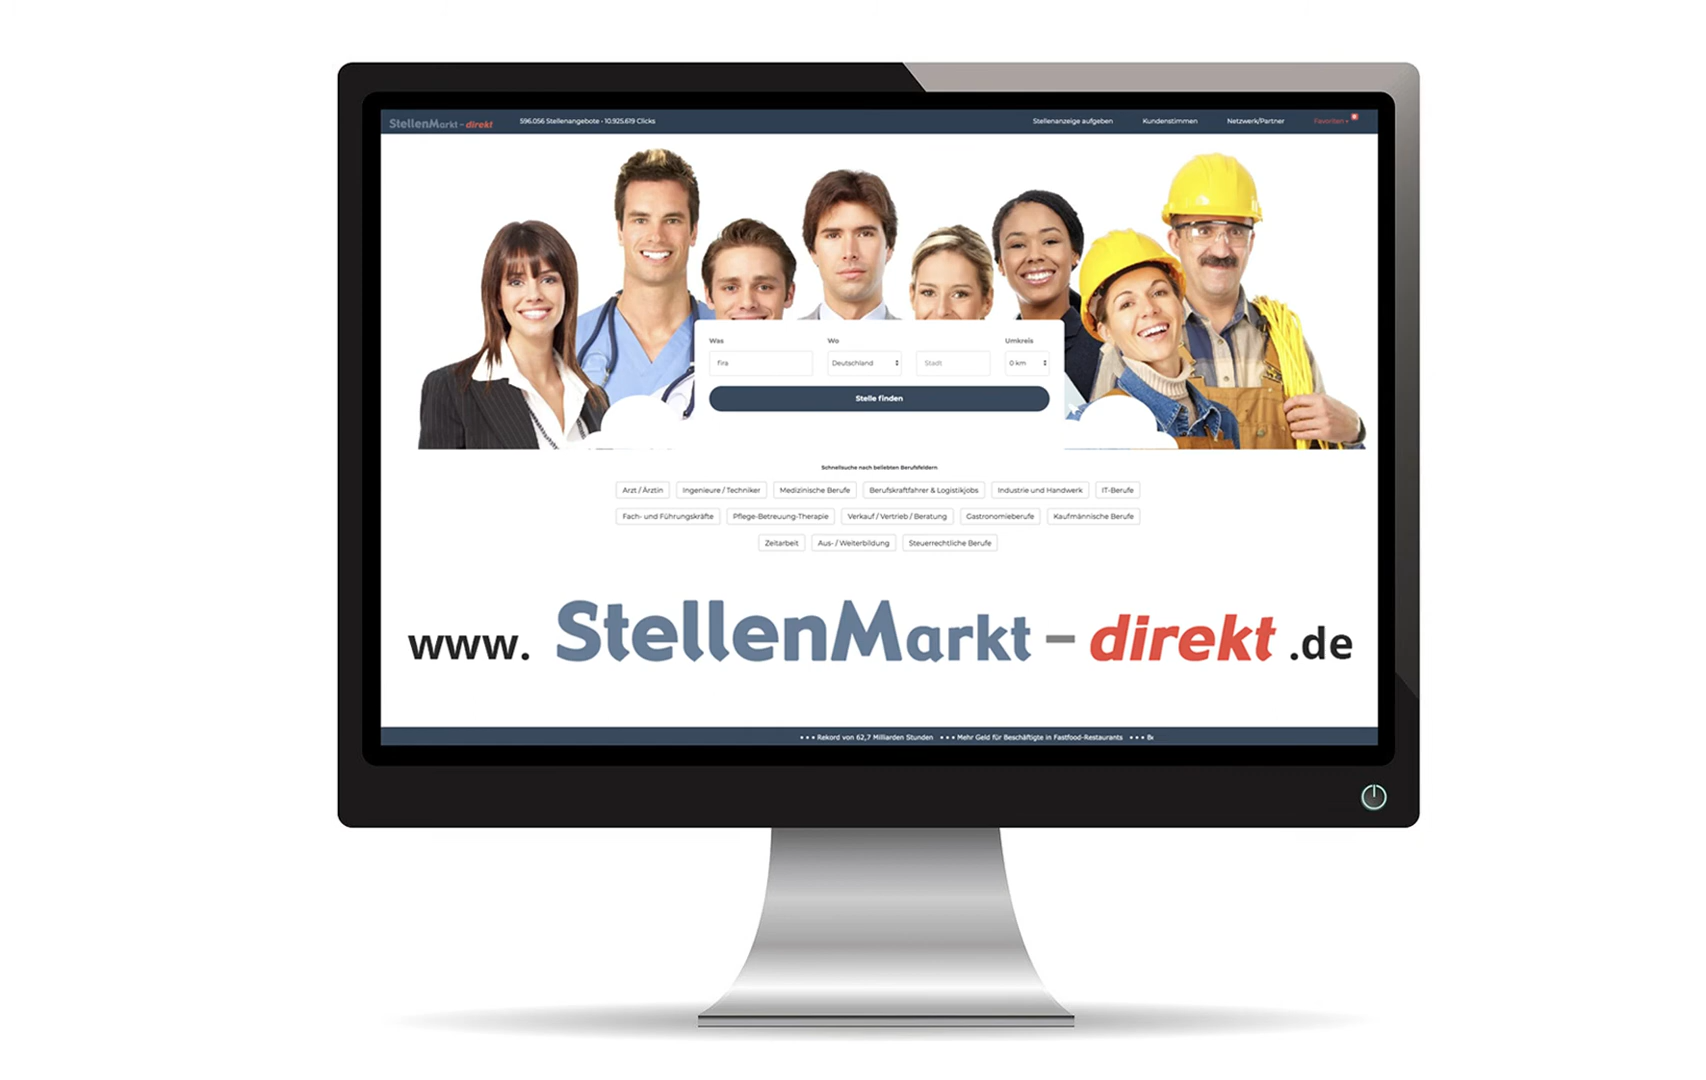 StellenMarkt - direkt 596.056 Stellenangebote - 10.925.619 Clicks Stellenanzeige aufgeben Kundenstimmen Netzwerk/Partner Favoriten
Was Wo Umkreis
fira Deutschland Stadt 0 km
Stelle finden
Schnellsuche nach beliebten Berufsfeldern
Arzt / Ärztin Ingenieure / Techniker Medizinische Berufe Berufskraftfahrer & Logistikjobs Industrie und Handwerk IT-Berufe
Fach- und Führungskräfte Pflege-Betreuung-Therapie Verkauf / Vertrieb / Beratung Gastronomieberufe Kaufmännische Berufe
Zeitarbeit Aus- / Weiterbildung Steuerrechtliche Berufe
www. StellenMarkt - direkt .de
• • • Rekord von 62,7 Milliarden Stunden • • • Mehr Geld für Beschäftigte in Fastfood-Restaurants • • •